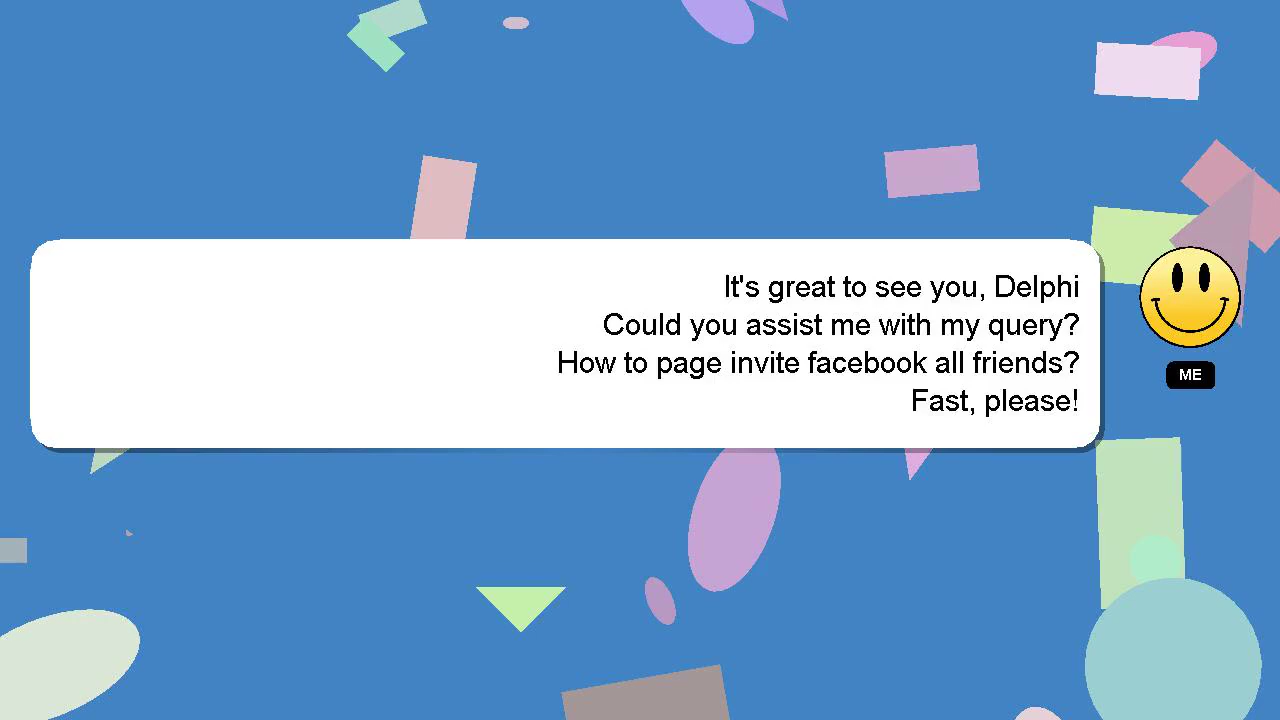 It's great to see you, Delphi
Could you assist me with my query?
How to page invite facebook all friends?
Fast, please!
ME